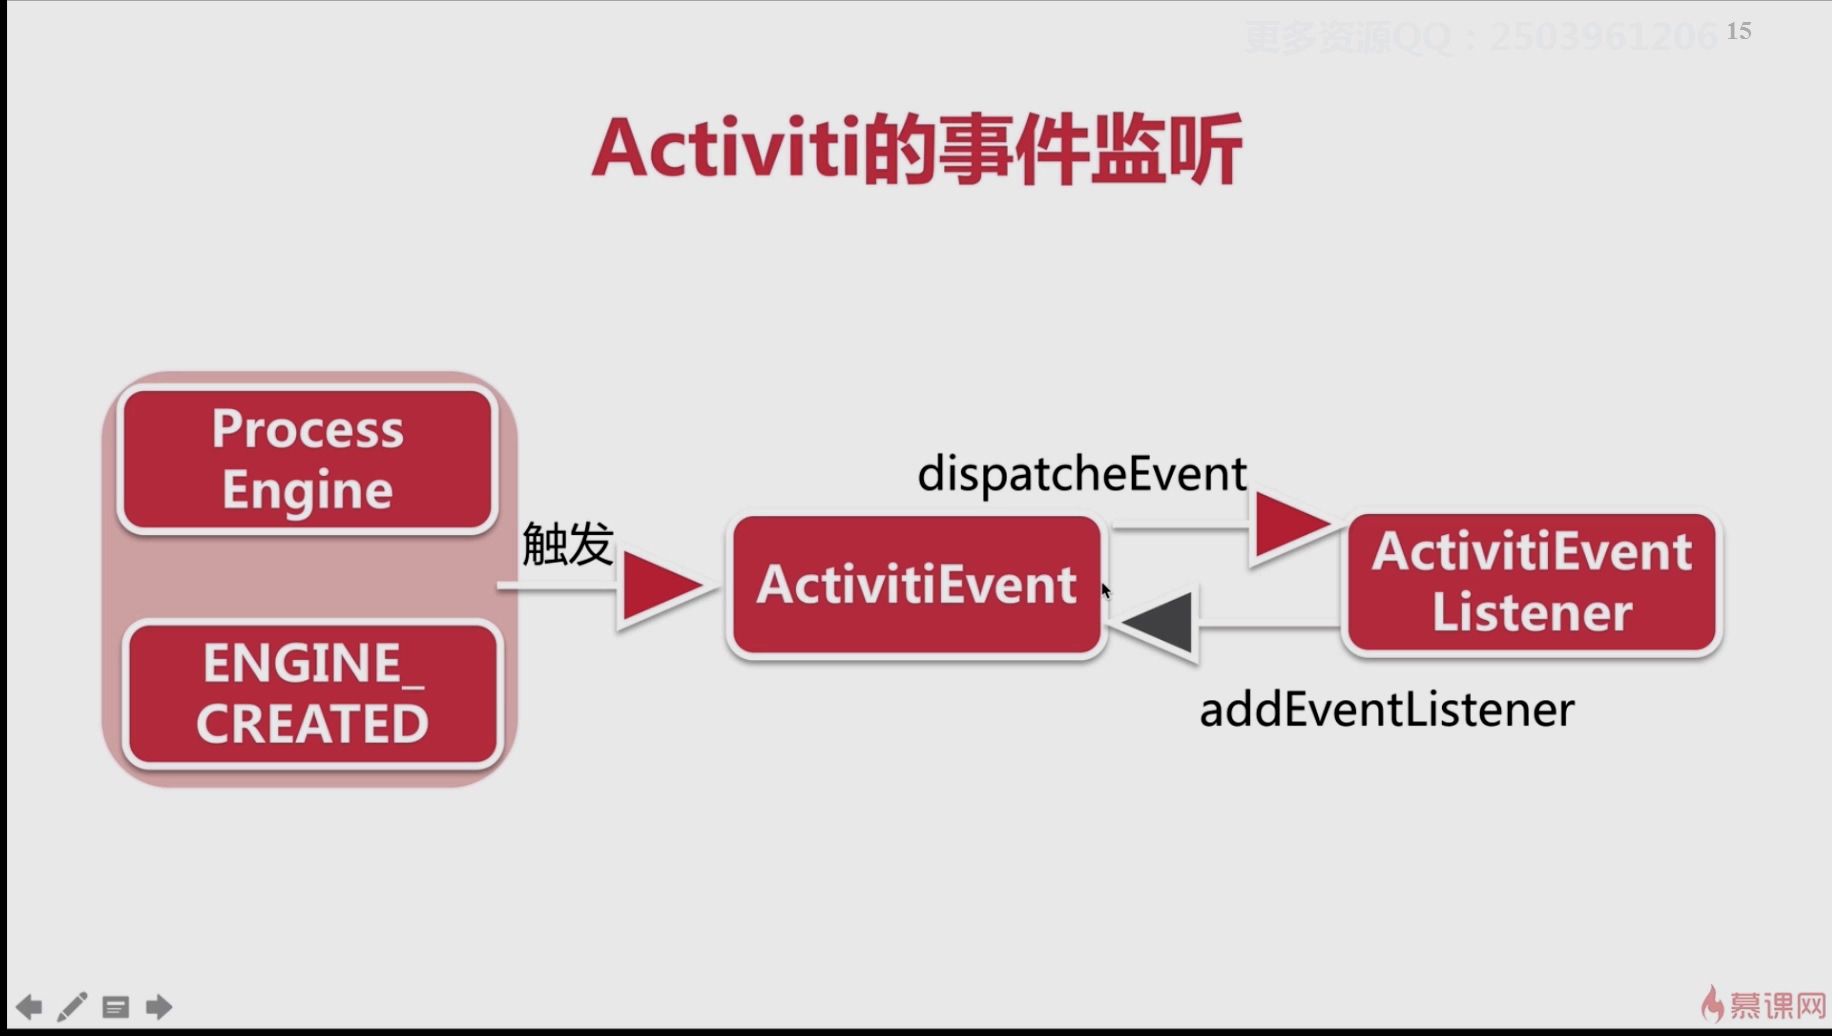 更多资源QQ：2503961206
15
Activiti的事件监听
Process
Engine
ENGINE_
CREATED
触发
ActivitiEvent
dispatcheEvent
ActivitiEvent
Listener
addEventListener
慕课网